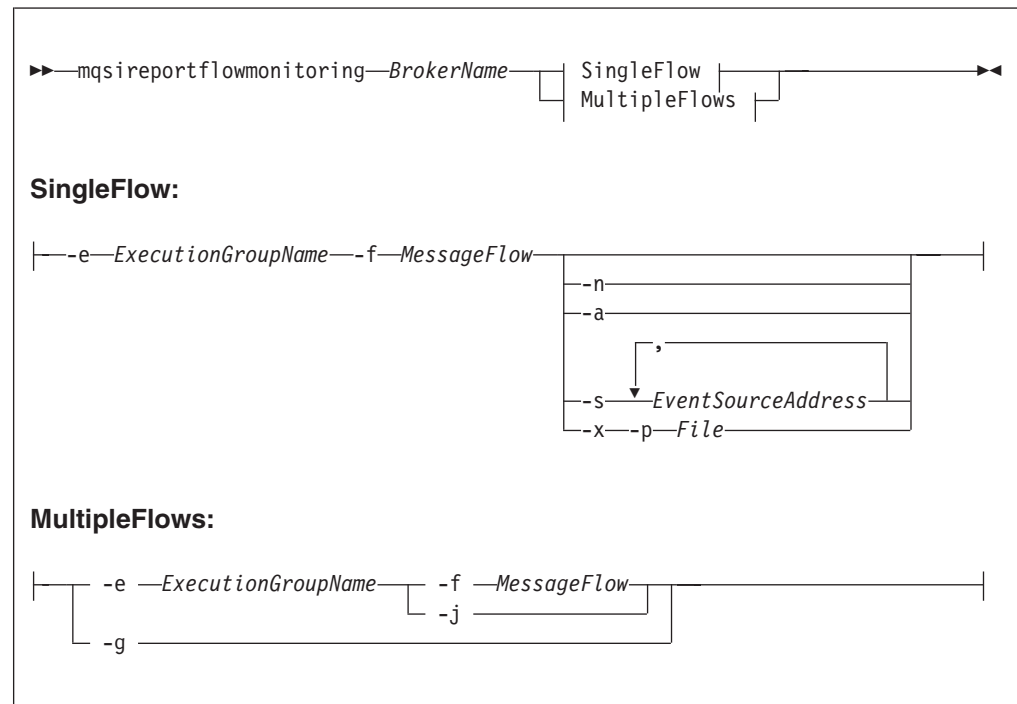 mqsireportflowmonitoring BrokerName SingleFlow
MultipleFlows
SingleFlow:
-e ExecutionGroupName -f MessageFlow
-n
-a
,
-s EventSourceAddress
-x -p File
MultipleFlows:
-e ExecutionGroupName -f MessageFlow
-j
-g